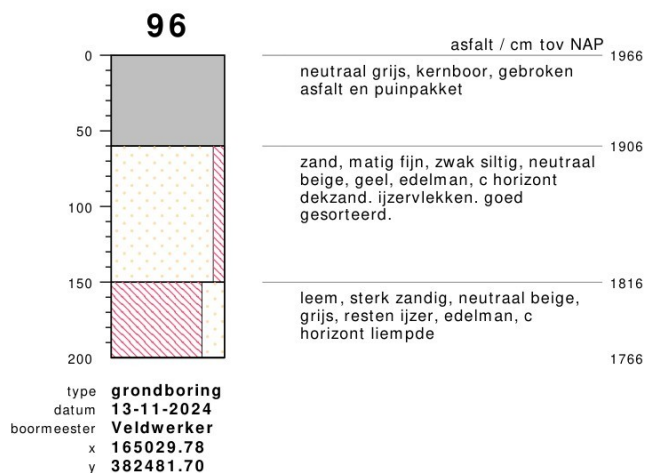 96
asfalt / cm tov NAP
0
1966
neutraal grijs, kernboor, gebroken
asfalt en puinpakket
50
1906
zand, matig fijn, zwak siltig, neutraal
beige, geel, edelman, c horizont
dekzand. ijzervlekken. goed
gesorteerd.
100
150
1816
leem, sterk zandig, neutraal beige,
grijs, resten ijzer, edelman, c
horizont liempde
200
1766
type grondboring
datum 13-11-2024
boormeester Veldwerker
x 165029.78
y 382481.70